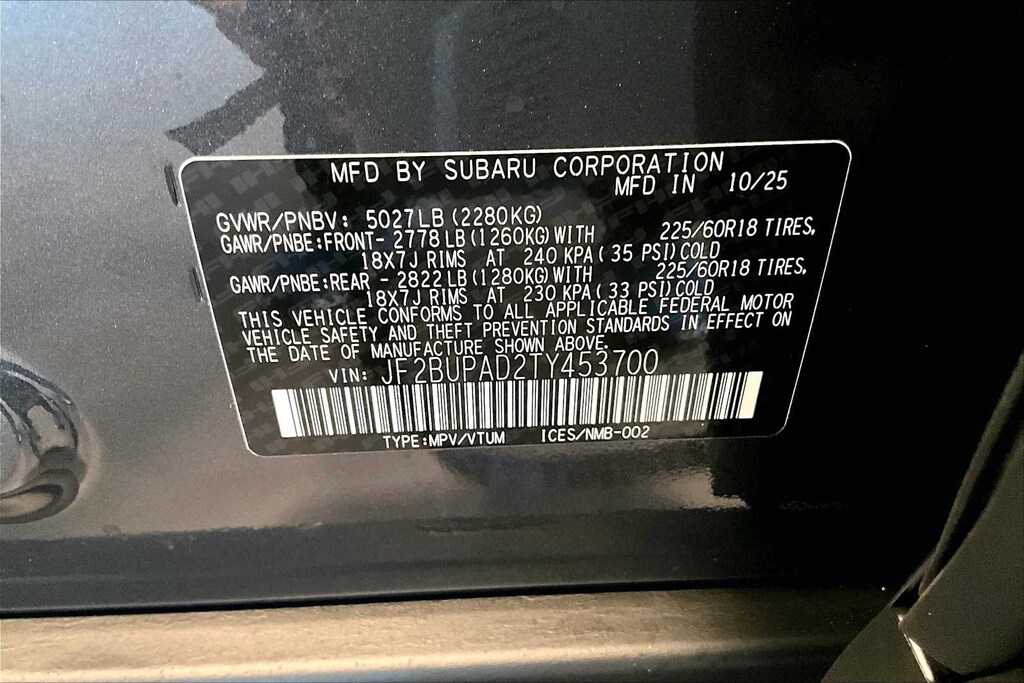 MFD BY SUBARU CORPORATION
MFD IN 10/25
GVWR/PNBV: 5027LB (2280KG)
GAWR/PNBE:FRONT- 2778 LB (1260KG) WITH 225/60R18 TIRES,
18X7J RIMS AT 240 KPA ( 35 PSI) COLD
GAWR/PNBE:REAR - 2822 LB (1280KG) WITH 225/60R18 TIRES,
18X7J RIMS AT 230 KPA ( 33 PSI) COLD
THIS VEHICLE CONFORMS TO ALL APPLICABLE FEDERAL MOTOR
VEHICLE SAFETY AND THEFT PREVENTION STANDARDS IN EFFECT ON
THE DATE OF MANUFACTURE SHOWN ABOVE.
VIN: JF2BUPAD2TY453700
TYPE:MPV/VTUM ICES/NMB-002